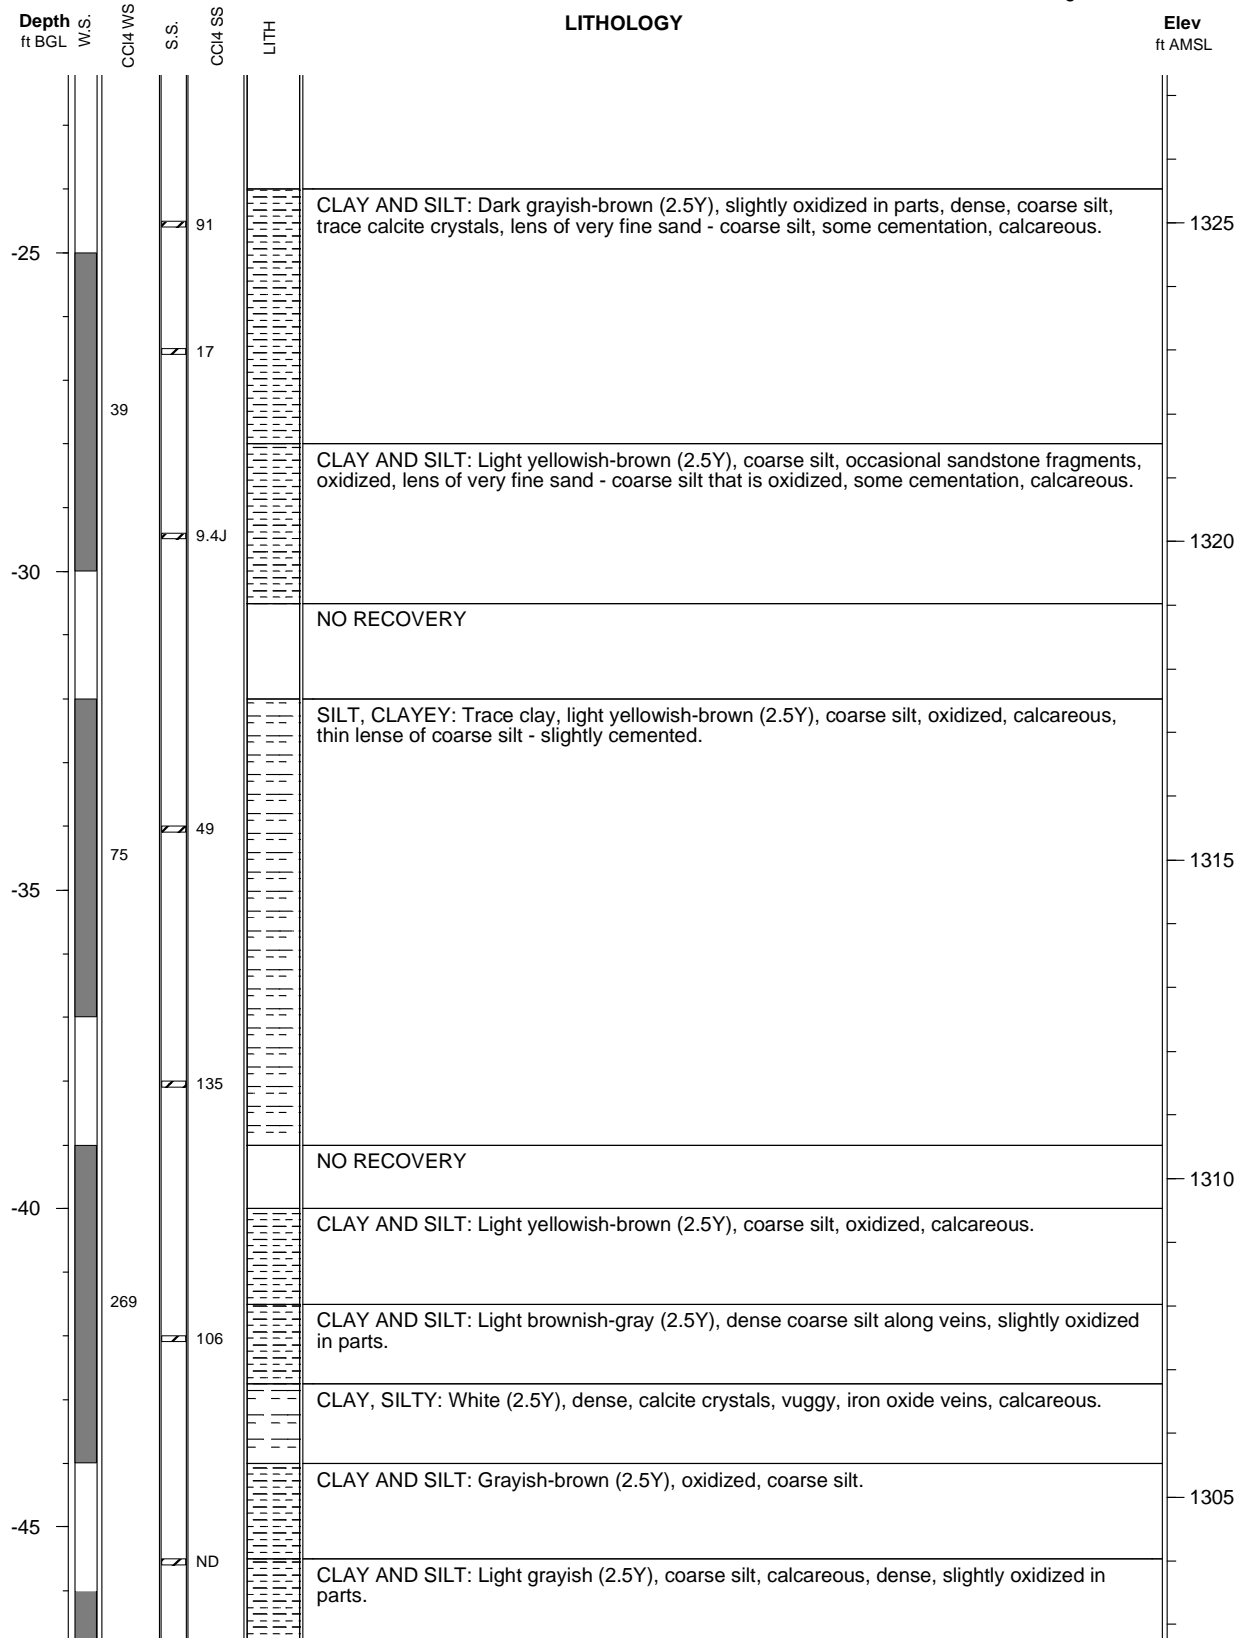 Depth
ft BGL
W.S.
CCl4 WS
S.S.
CCl4 SS
LITH
LITHOLOGY
Elev
ft AMSL
CLAY AND SILT: Dark grayish-brown (2.5Y), slightly oxidized in parts, dense, coarse silt,
trace calcite crystals, lens of very fine sand - coarse silt, some cementation, calcareous.
91
1325
-25
17
39
CLAY AND SILT: Light yellowish-brown (2.5Y), coarse silt, occasional sandstone fragments,
oxidized, lens of very fine sand - coarse silt that is oxidized, some cementation, calcareous.
9.4J
1320
-30
NO RECOVERY
SILT, CLAYEY: Trace clay, light yellowish-brown (2.5Y), coarse silt, oxidized, calcareous,
thin lense of coarse silt - slightly cemented.
49
75
1315
-35
135
NO RECOVERY
1310
-40
CLAY AND SILT: Light yellowish-brown (2.5Y), coarse silt, oxidized, calcareous.
269
CLAY AND SILT: Light brownish-gray (2.5Y), dense coarse silt along veins, slightly oxidized
in parts.
106
CLAY, SILTY: White (2.5Y), dense, calcite crystals, vuggy, iron oxide veins, calcareous.
CLAY AND SILT: Grayish-brown (2.5Y), oxidized, coarse silt.
1305
-45
ND
CLAY AND SILT: Light grayish (2.5Y), coarse silt, calcareous, dense, slightly oxidized in
parts.